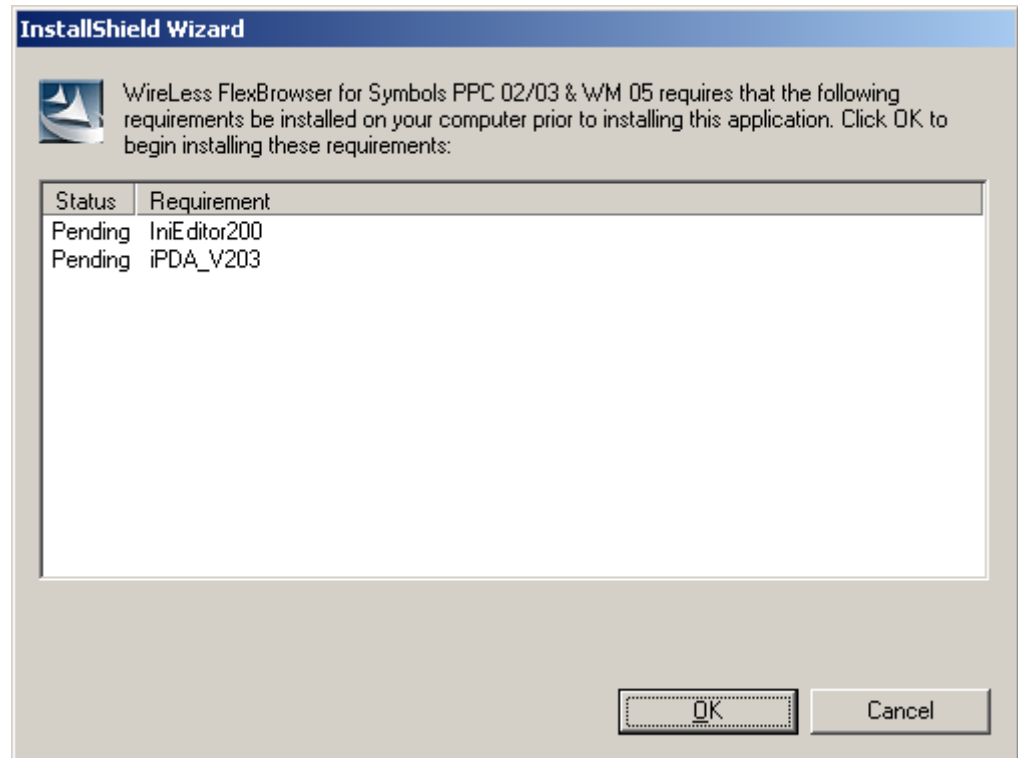 InstallShield Wizard
WireLess FlexBrowser for Symbols PPC 02/03 & WM 05 requires that the following
requirements be installed on your computer prior to installing this application. Click OK to
begin installing these requirements:
Status Requirement
Pending IniEditor200
Pending iPDA_V203
OK Cancel